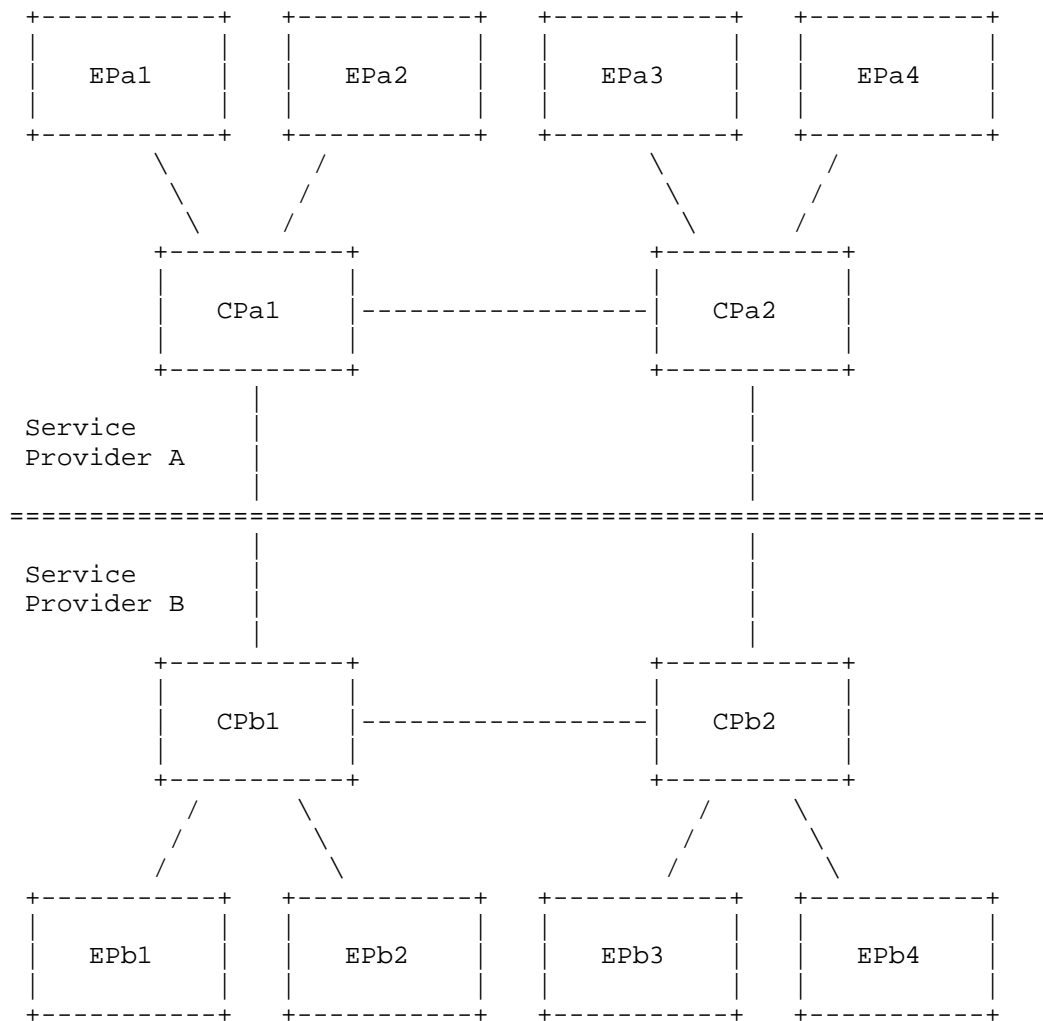 EPa1 EPa2 EPa3 EPa4
CPa1 CPa2
Service
Provider A
Service
Provider B
CPb1 CPb2
EPb1 EPb2 EPb3 EPb4